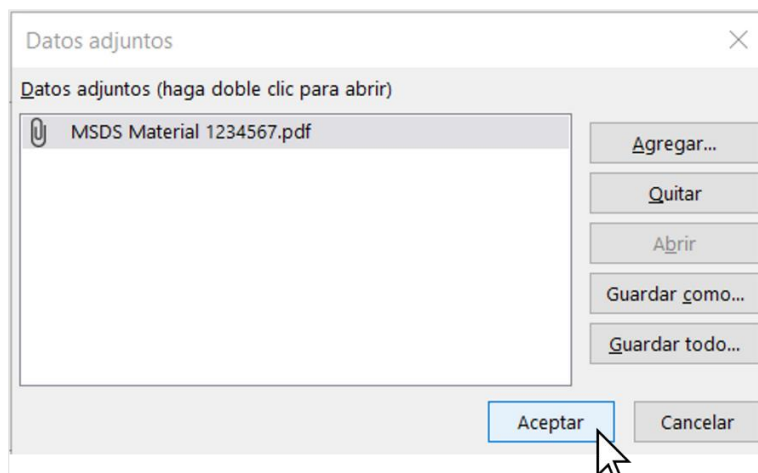 Datos adjuntos
Datos adjuntos (haga doble clic para abrir)
MSDS Material 1234567.pdf
Agregar...
Quitar
Abrir
Guardar como...
Guardar todo...
Aceptar
Cancelar